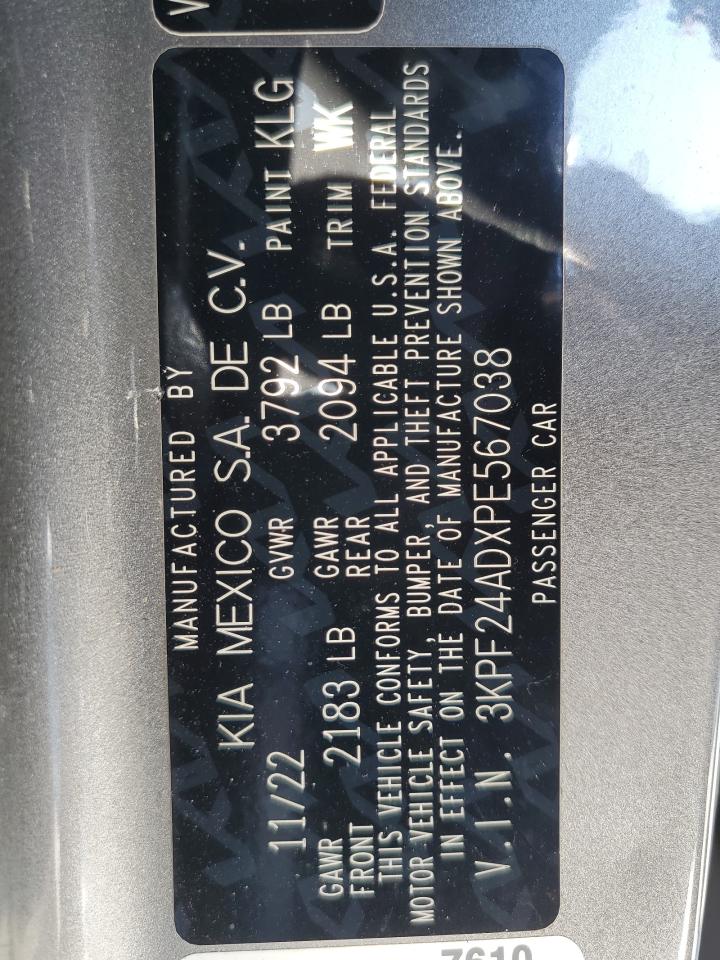 V
MANUFACTURED BY
KIA MEXICO S.A. DE C.V.
11/22 GVWR 3792 LB PAINT KLG
GAWR FRONT 2183 LB GAWR REAR 2094 LB TRIM WK
THIS VEHICLE CONFORMS TO ALL APPLICABLE U.S.A. FEDERAL
MOTOR VEHICLE SAFETY, BUMPER, AND THEFT PREVENTION STANDARDS
IN EFFECT ON THE DATE OF MANUFACTURE SHOWN ABOVE.
V.I.N. 3KPF24ADXPE567038
PASSENGER CAR
7610